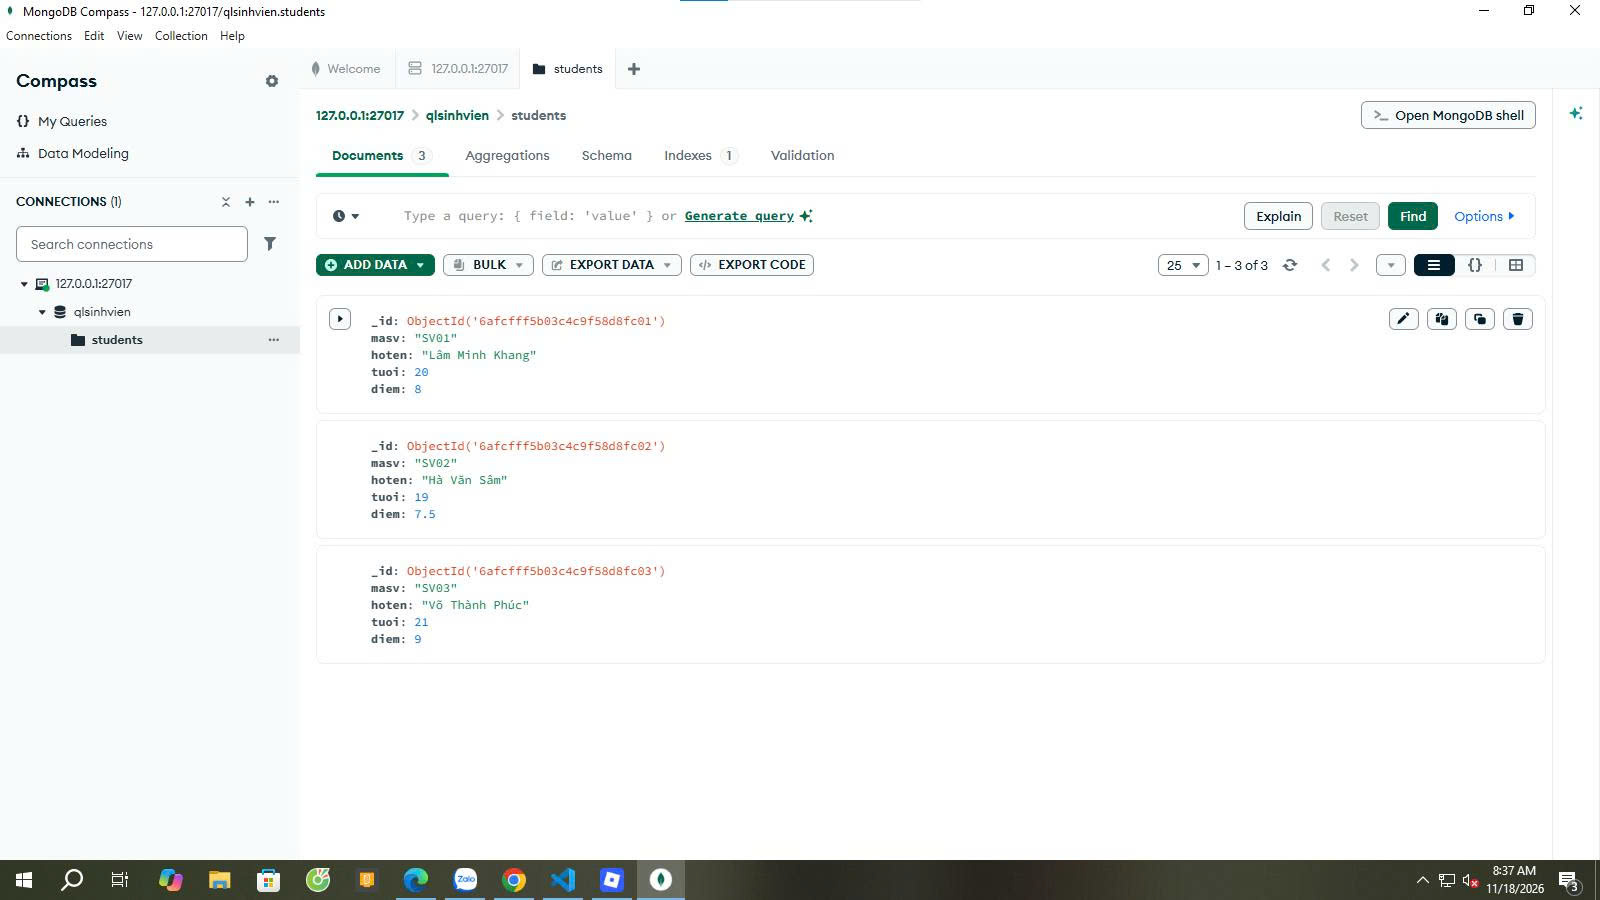 MongoDB Compass - 127.0.0.1:27017/qlsinhvien.students
Connections Edit View Collection Help
Compass
My Queries
Data Modeling
CONNECTIONS (1)
Search connections
127.0.0.1:27017
qlsinhvien
students
Welcome
127.0.0.1:27017
students
127.0.0.1:27017 > qlsinhvien > students
>_ Open MongoDB shell
Documents 3 Aggregations Schema Indexes 1 Validation
Type a query: { field: 'value' } or Generate query
Explain Reset Find Options
ADD DATA BULK EXPORT DATA EXPORT CODE
25 1 – 3 of 3
_id: ObjectId('6afcfff5b03c4c9f58d8fc01')
masv: "SV01"
hoten: "Lâm Minh Khang"
tuoi: 20
diem: 8
_id: ObjectId('6afcfff5b03c4c9f58d8fc02')
masv: "SV02"
hoten: "Hà Văn Sâm"
tuoi: 19
diem: 7.5
_id: ObjectId('6afcfff5b03c4c9f58d8fc03')
masv: "SV03"
hoten: "Võ Thành Phúc"
tuoi: 21
diem: 9
Zalo
8:37 AM
11/18/2026
3